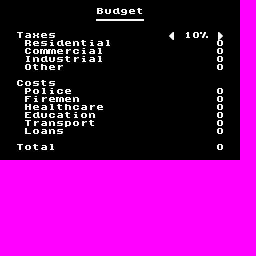 Budget
Taxes ◀ 10% ▶
Residential 0
Commercial 0
Industrial 0
Other 0
Costs
Police 0
Firemen 0
Healthcare 0
Education 0
Transport 0
Loans 0
Total 0